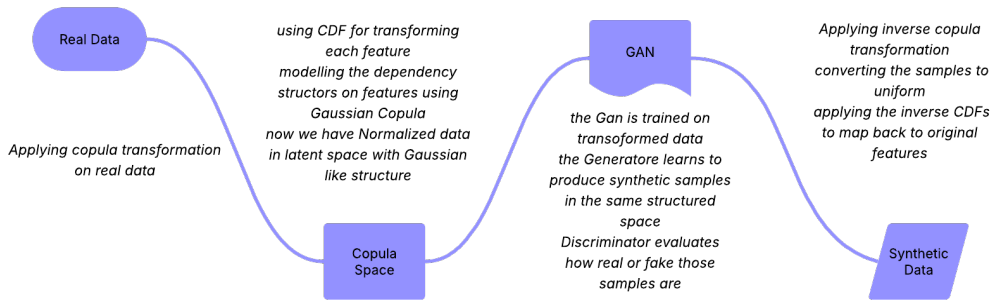 Real Data
Applying copula transformation
on real data
using CDF for transforming
each feature
modelling the dependency
structors on features using
Gaussian Copula
now we have Normalized data
in latent space with Gaussian
like structure
Copula
Space
GAN
the Gan is trained on
transoformed data
the Generatore learns to
produce synthetic samples
in the same structured
space
Discriminator evaluates
how real or fake those
samples are
Applying inverse copula
transformation
converting the samples to
uniform
applying the inverse CDFs
to map back to original
features
Synthetic
Data